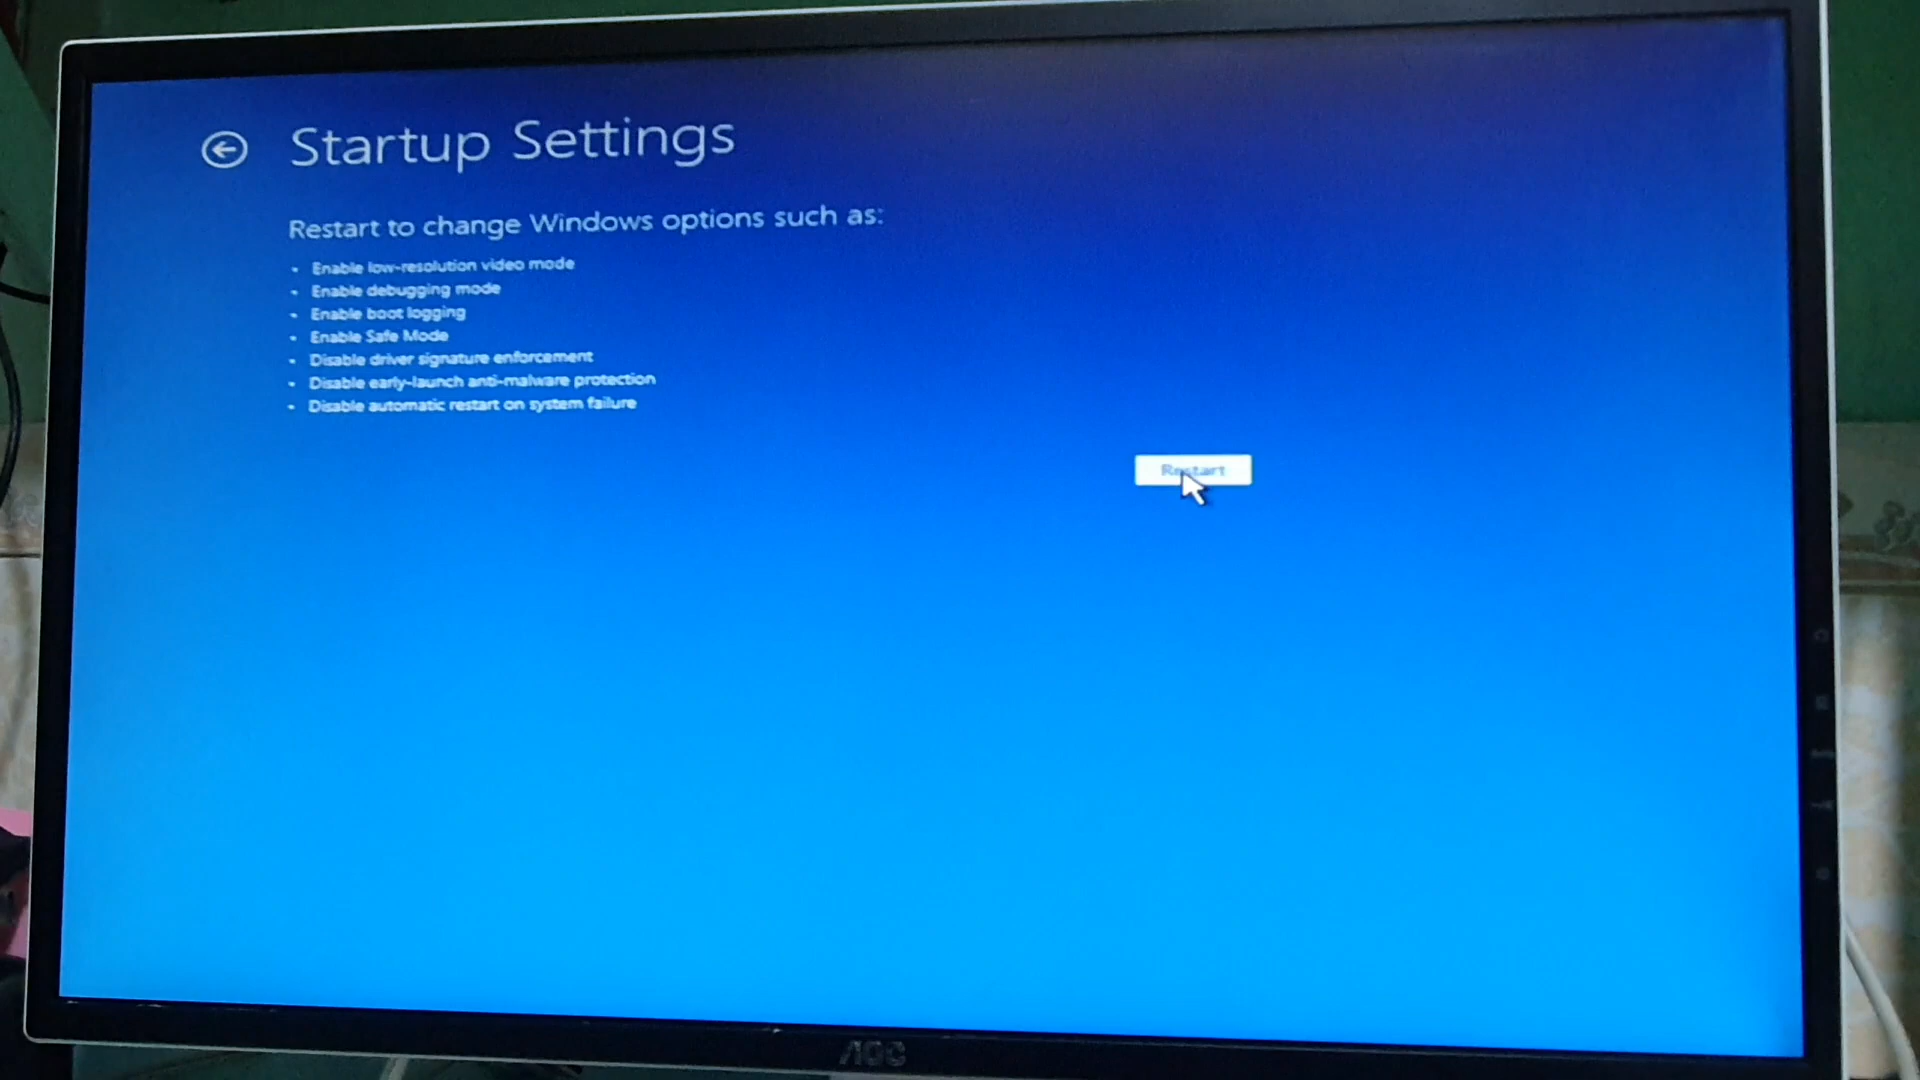 Startup Settings
Restart to change Windows options such as:
• Enable low-resolution video mode
• Enable debugging mode
• Enable boot logging
• Enable Safe Mode
• Disable driver signature enforcement
• Disable early-launch anti-malware protection
• Disable automatic restart on system failure
Restart
AOC